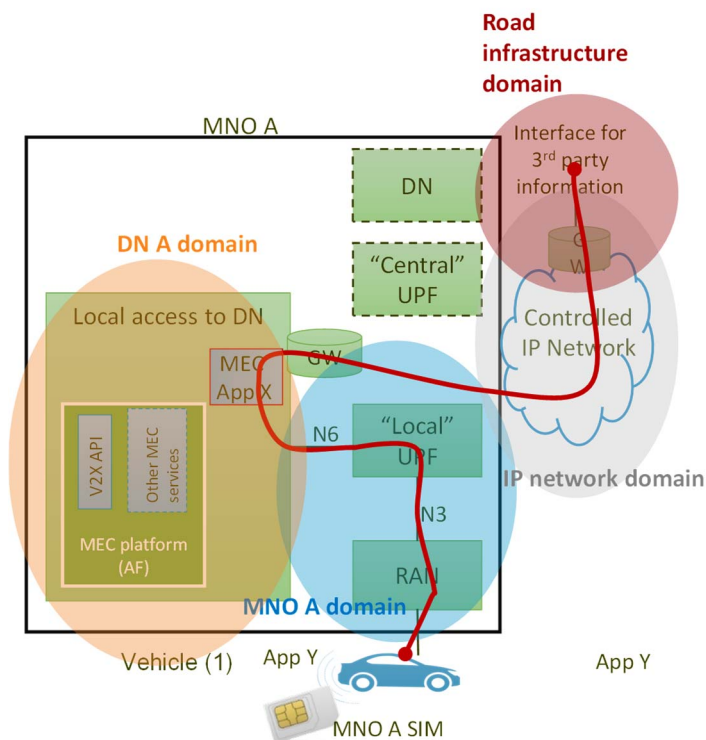 Road
infrastructure
domain
MNO A
Interface for
3rd party
information
DN
DN A domain
G
W
"Central"
UPF
Local access to DN
Controlled
IP Network
GW
MEC
App X
"Local"
UPF
N6
V2X API
Other MEC
services
IP network domain
N3
MEC platform
(AF)
RAN
MNO A domain
Vehicle (1)
App Y
App Y
MNO A SIM